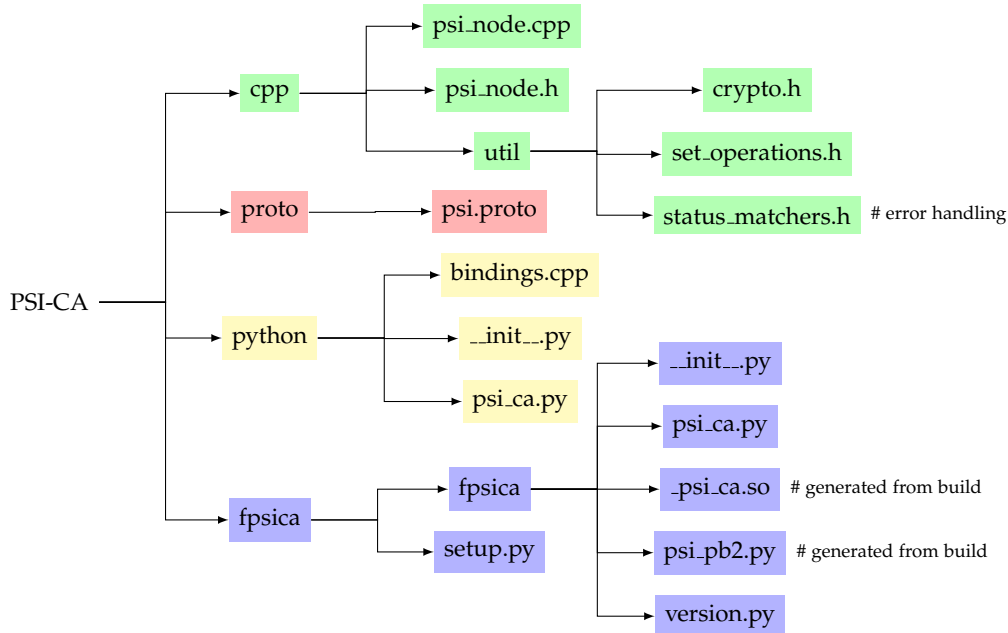 psi_node.cpp
cpp
psi_node.h
crypto.h
util
set_operations.h
proto
psi.proto
status_matchers.h # error handling
bindings.cpp
PSI-CA
python
__init__.py
__init__.py
psi_ca.py
psi_ca.py
fpsica
fpsica
_psi_ca.so # generated from build
setup.py
psi_pb2.py # generated from build
version.py